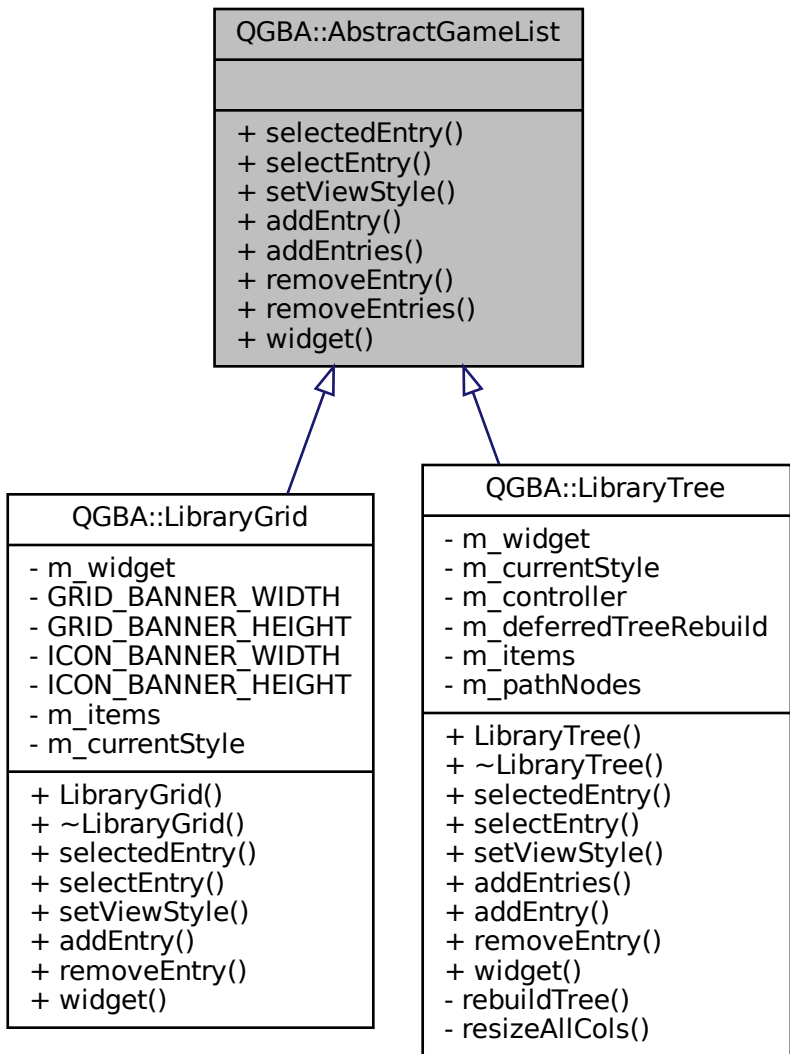 QGBA::AbstractGameList
+ selectedEntry()
+ selectEntry()
+ setViewStyle()
+ addEntry()
+ addEntries()
+ removeEntry()
+ removeEntries()
+ widget()
QGBA::LibraryGrid
- m_widget
- GRID_BANNER_WIDTH
- GRID_BANNER_HEIGHT
- ICON_BANNER_WIDTH
- ICON_BANNER_HEIGHT
- m_items
- m_currentStyle
+ LibraryGrid()
+ ~LibraryGrid()
+ selectedEntry()
+ selectEntry()
+ setViewStyle()
+ addEntry()
+ removeEntry()
+ widget()
QGBA::LibraryTree
- m_widget
- m_currentStyle
- m_controller
- m_deferredTreeRebuild
- m_items
- m_pathNodes
+ LibraryTree()
+ ~LibraryTree()
+ selectedEntry()
+ selectEntry()
+ setViewStyle()
+ addEntries()
+ addEntry()
+ removeEntry()
+ widget()
- rebuildTree()
- resizeAllCols()